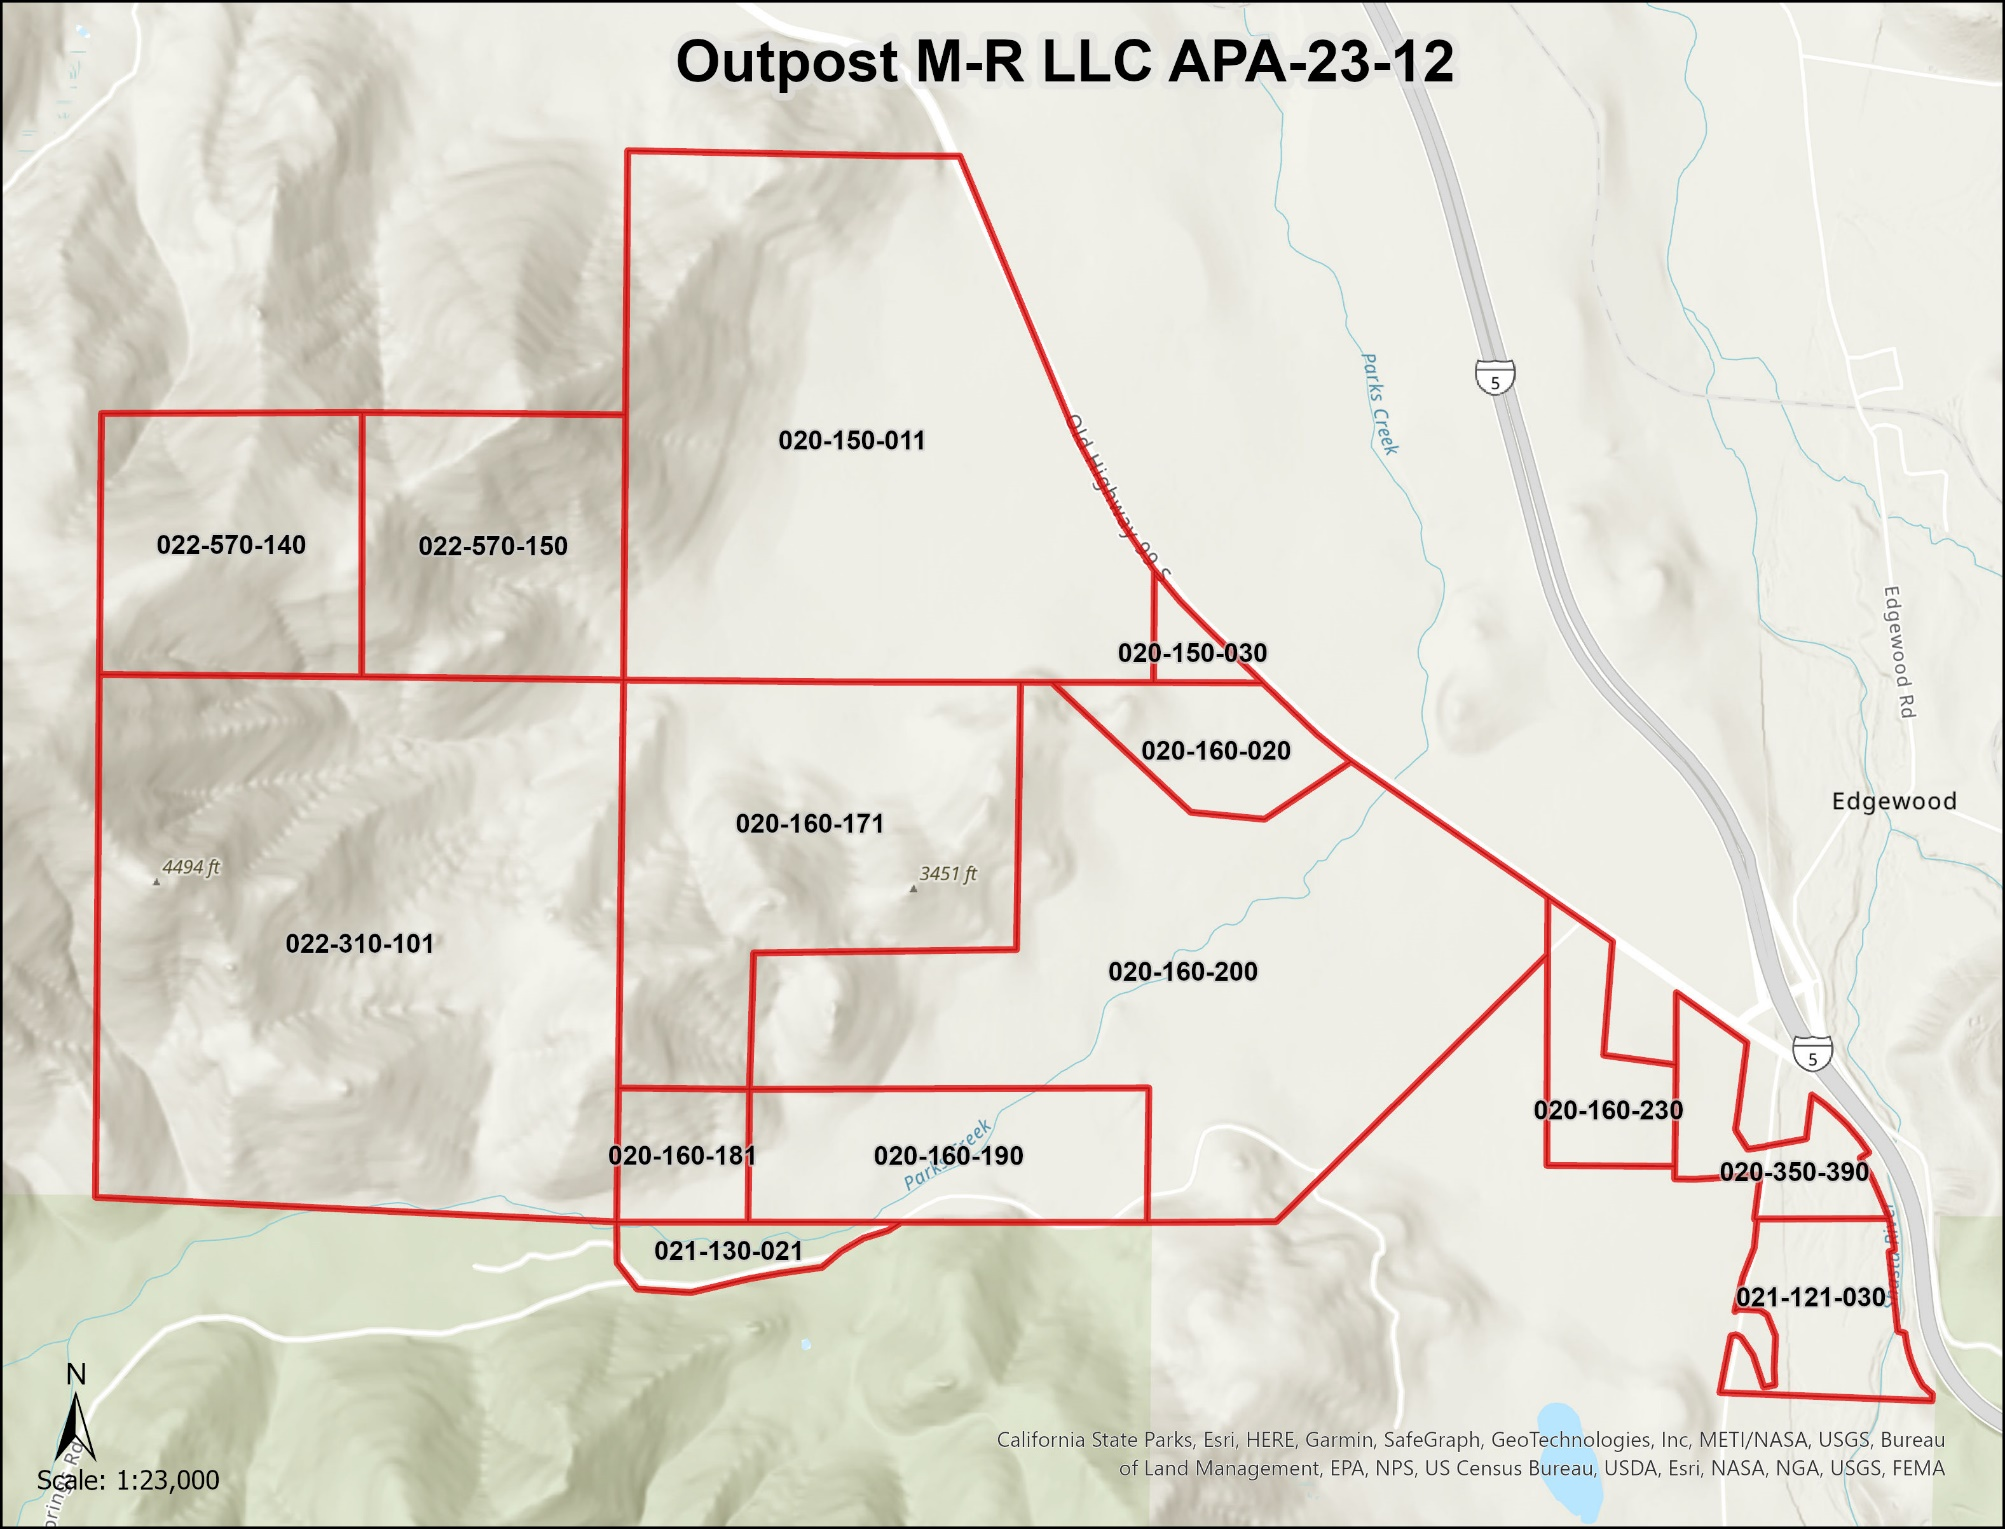 Outpost M-R LLC APA-23-12
Parks Creek
5
020-150-011
Old Highway 99 S
022-570-140
022-570-150
Edgewood Rd
020-150-030
020-160-020
Edgewood
020-160-171
4494 ft
3451 ft
022-310-101
020-160-200
5
020-160-230
Parks Creek
020-160-181
020-160-190
020-350-390
021-130-021
021-121-030
N
California State Parks, Esri, HERE, Garmin, SafeGraph, GeoTechnologies, Inc, METI/NASA, USGS, Bureau
of Land Management, EPA, NPS, US Census Bureau, USDA, Esri, NASA, NGA, USGS, FEMA
Scale: 1:23,000